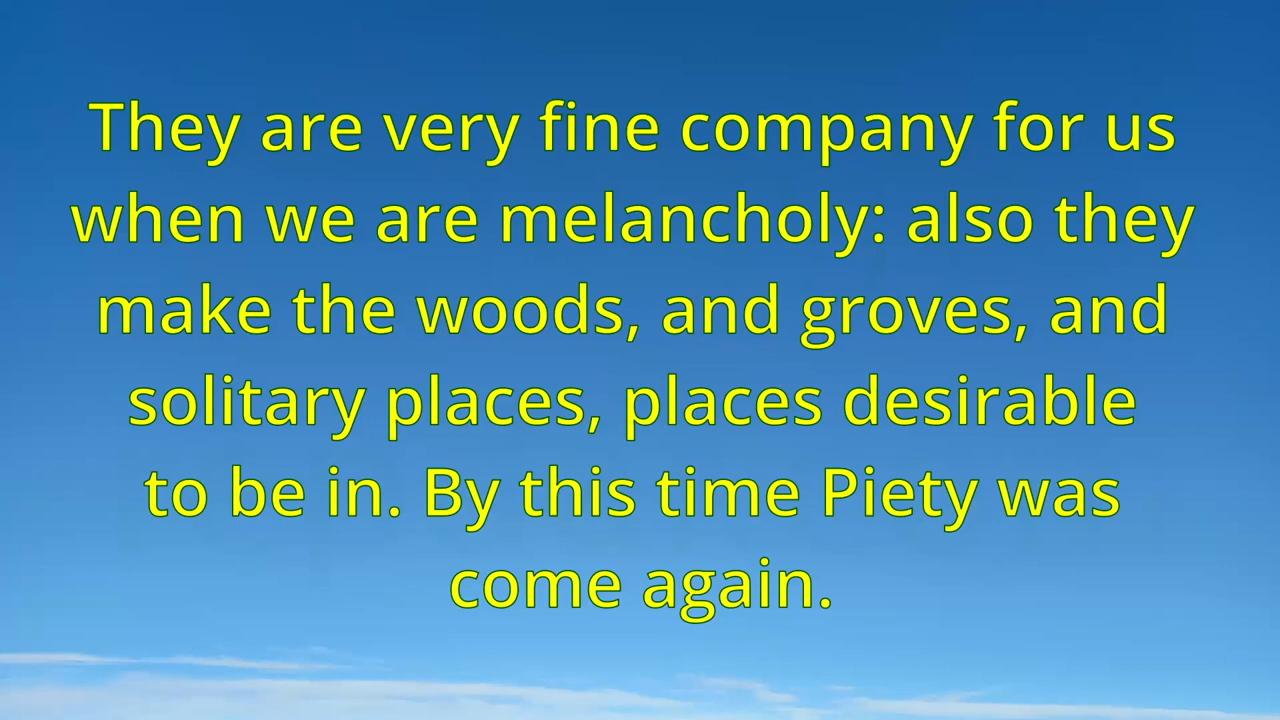 They are very fine company for us
when we are melancholy: also they
make the woods, and groves, and
solitary places, places desirable
to be in. By this time Piety was
come again.